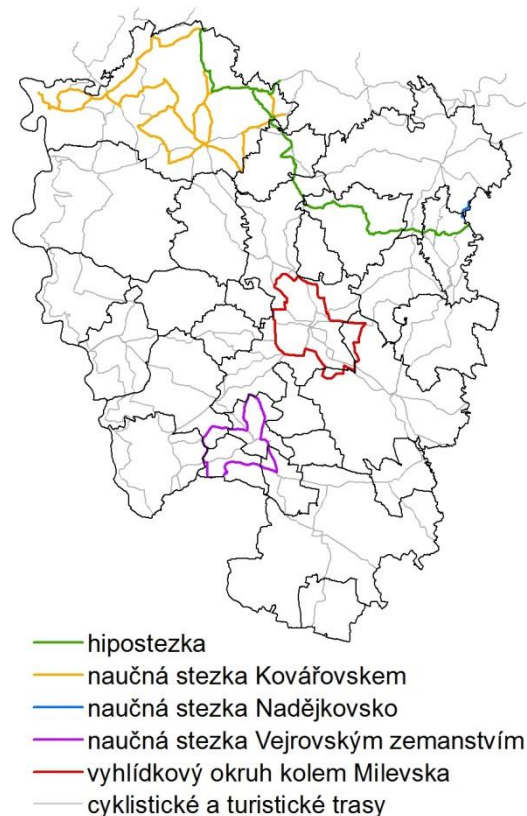 hipostezka
naučná stezka Kovářovskem
naučná stezka Nadějkovsko
naučná stezka Vejrovským zemanstvím
vyhlídkový okruh kolem Milevska
cyklistické a turistické trasy